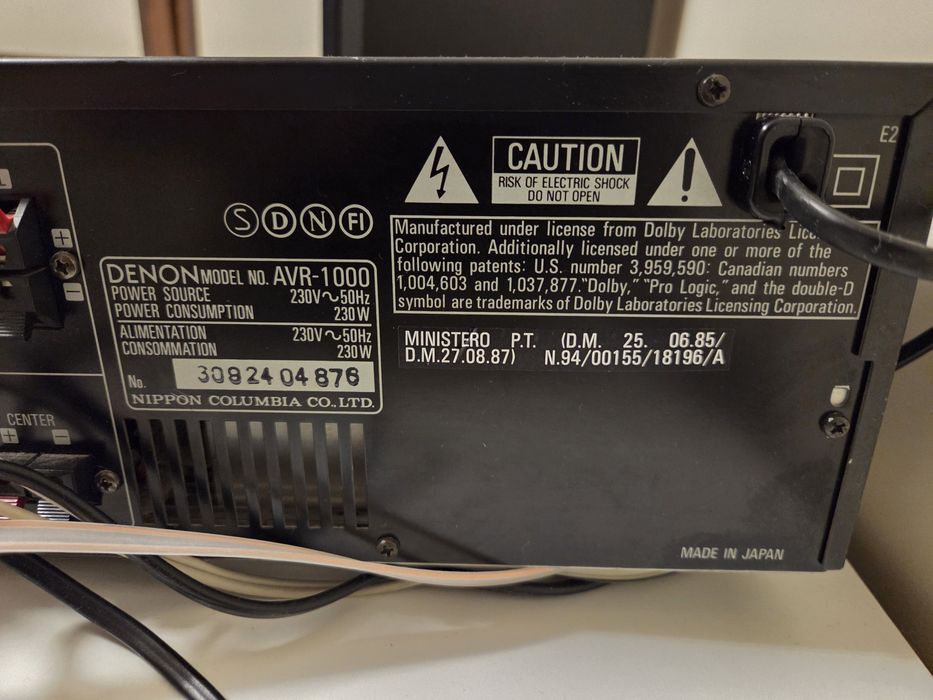 E2
CAUTION
RISK OF ELECTRIC SHOCK
DO NOT OPEN
S D N FI
Manufactured under license from Dolby Laboratories
Corporation. Additionally licensed under one or more of the
following patents: U.S. number 3,959,590: Canadian numbers
1,004,603 and 1,037,877. "Dolby," "Pro Logic," and the double-D
symbol are trademarks of Dolby Laboratories Licensing Corporation.
DENON MODEL NO. AVR-1000
POWER SOURCE 230V~50Hz
POWER CONSUMPTION 230W
ALIMENTATION 230V~50Hz
CONSOMMATION 230W
No. 3082404876
NIPPON COLUMBIA CO., LTD.
MINISTERO P.T. (D.M. 25. 06.85/
D.M.27.08.87) N.94/00155/18196/A
+
−
CENTER
+ −
MADE IN JAPAN